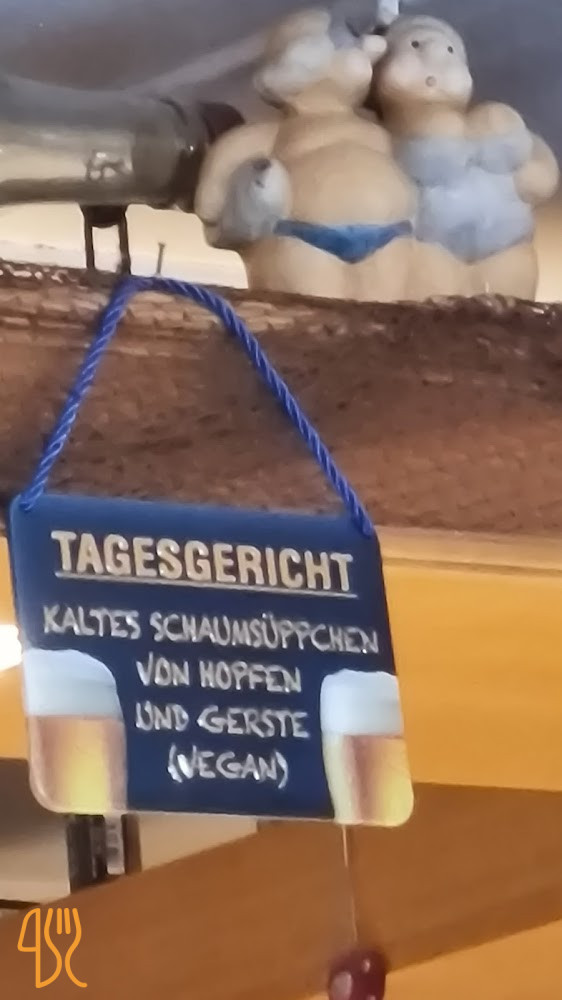 TAGESGERICHT
KALTES SCHAUMSÜPPCHEN
VON HOPFEN
UND GERSTE
(VEGAN)